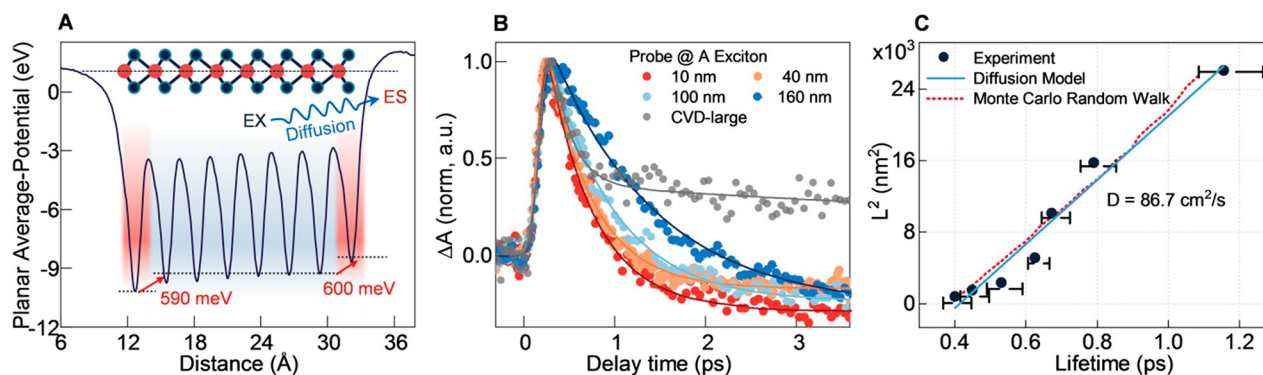 A
Planar Average-Potential (eV)
0
-3
-6
-9
-12
EX
Diffusion
ES
590 meV
600 meV
6
12
18
24
30
36
Distance (Å)
B
ΔA (norm, a.u.)
1.0
0.5
0.0
Probe @ A Exciton
10 nm
40 nm
100 nm
160 nm
CVD-large
0
1
2
3
Delay time (ps)
C
x10³
L² (nm²)
24
16
8
0
Experiment
Diffusion Model
Monte Carlo Random Walk
D = 86.7 cm²/s
0.4
0.6
0.8
1.0
1.2
Lifetime (ps)